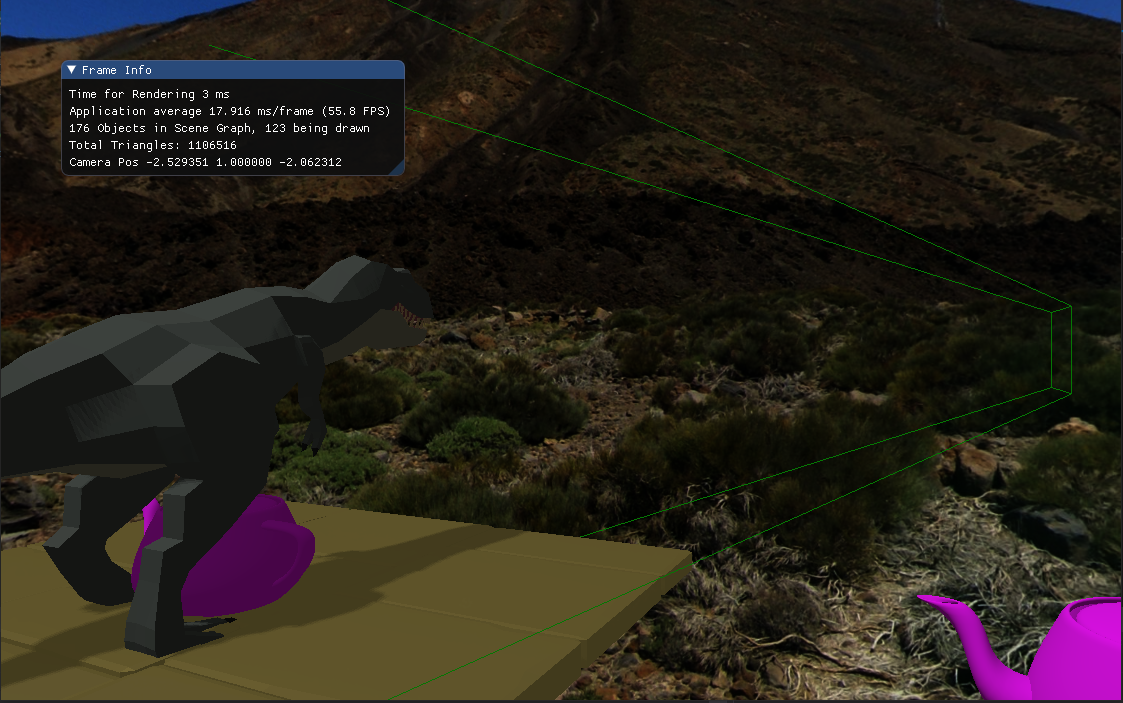 Frame Info
Time for Rendering 3 ms
Application average 17.916 ms/frame (55.8 FPS)
176 Objects in Scene Graph, 123 being drawn
Total Triangles: 1106516
Camera Pos -2.529351 1.000000 -2.062312